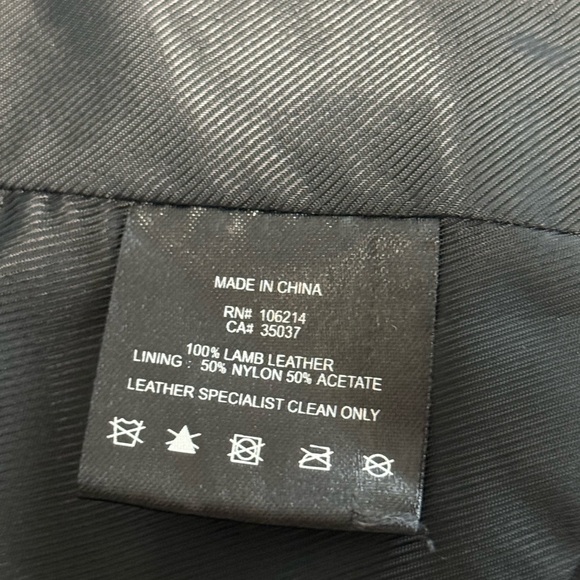 MADE IN CHINA
RN# 106214
CA# 35037
100% LAMB LEATHER
LINING : 50% NYLON 50% ACETATE
LEATHER SPECIALIST CLEAN ONLY